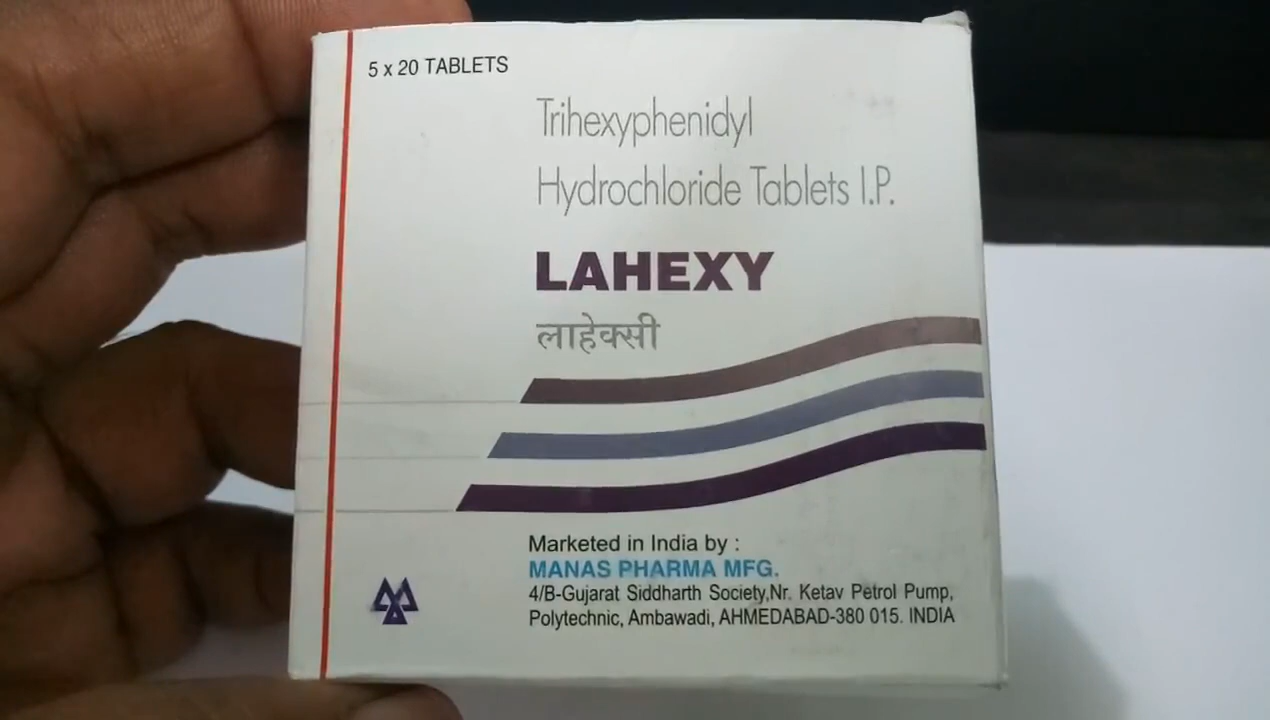 5 x 20 TABLETS
Trihexyphenidyl
Hydrochloride Tablets I.P.
LAHEXY
लाहेक्सी
Marketed in India by :
MANAS PHARMA MFG.
4/B-Gujarat Siddharth Society,Nr. Ketav Petrol Pump,
Polytechnic, Ambawadi, AHMEDABAD-380 015. INDIA